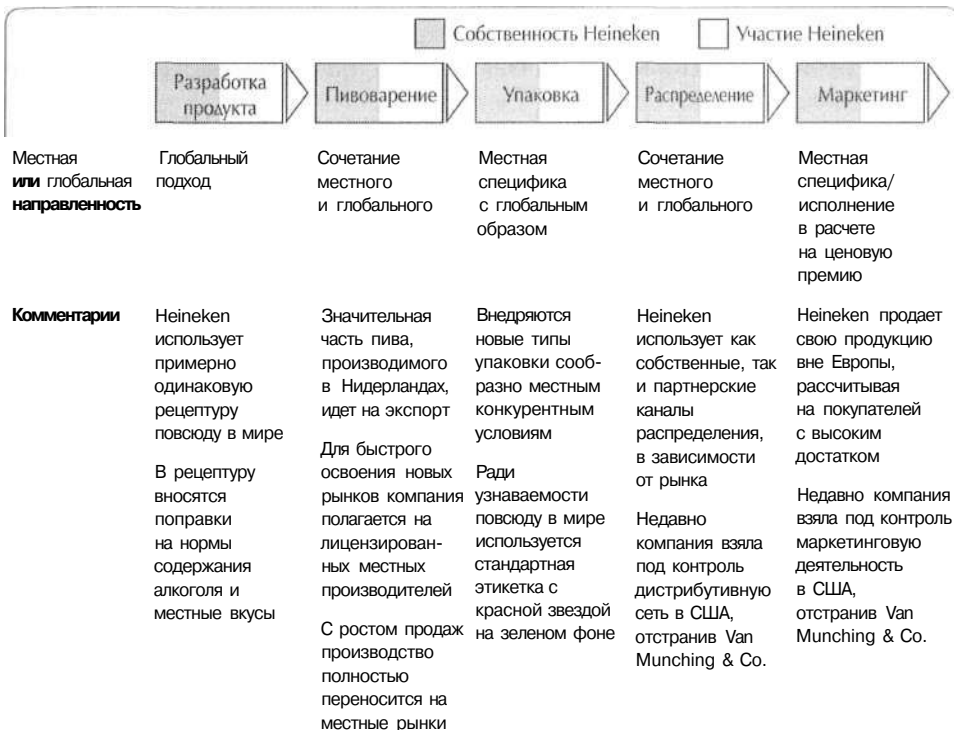 Собственность Heineken
Участие Heineken
Разработка
продукта
Пивоварение
Упаковка
Распределение
Маркетинг
Местная
или глобальная
направленность
Глобальный
подход
Сочетание
местного
и глобального
Местная
специфика
с глобальным
образом
Сочетание
местного
и глобального
Местная
специфика/
исполнение
в расчете
на ценовую
премию
Комментарии
Heineken
использует
примерно
одинаковую
рецептуру
повсюду в мире
В рецептуру
вносятся
поправки
на нормы
содержания
алкоголя и
местные вкусы
Значительная
часть пива,
производимого
в Нидерландах,
идет на экспорт
Для быстрого
освоения новых
рынков компания
полагается на
лицензирован-
ных местных
производителей
С ростом продаж
производство
полностью
переносится на
местные рынки
Внедряются
новые типы
упаковки сооб-
разно местным
конкурентным
условиям
Ради
узнаваемости
повсюду в мире
используется
стандартная
этикетка с
красной звездой
на зеленом фоне
Heineken
использует как
собственные, так
и партнерские
каналы
распределения,
в зависимости
от рынка
Недавно
компания взяла
под контроль
дистрибутивную
сеть в США,
отстранив Van
Munching & Co.
Heineken продает
свою продукцию
вне Европы,
рассчитывая
на покупателей
с высоким
достатком
Недавно компания
взяла под контроль
маркетинговую
деятельность
в США,
отстранив Van
Munching & Co.